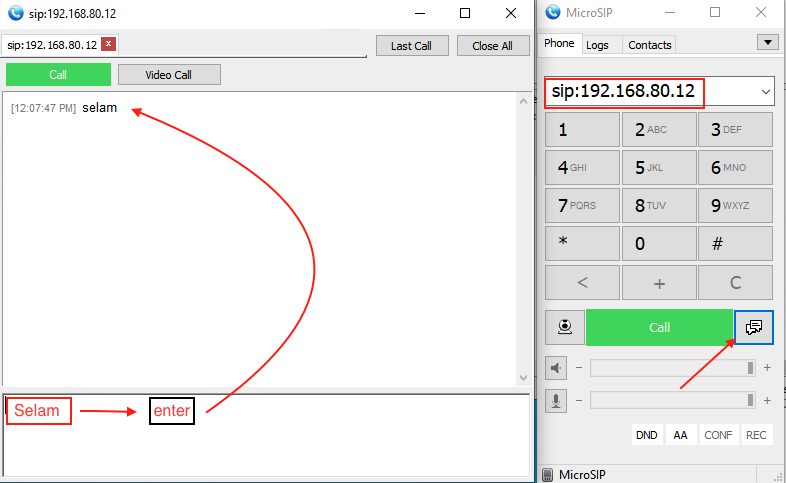 sip:192.168.80.12
sip:192.168.80.12 x
Last Call
Close All
Call
Video Call
[12:07:47 PM] selam
Selam
enter
MicroSIP
Phone
Logs
Contacts
sip:192.168.80.12
1
2 ABC
3 DEF
4 GHI
5 JKL
6 MNO
7 PQRS
8 TUV
9 WXYZ
*
0
#
<
+
C
Call
− +
− +
DND
AA
CONF
REC
MicroSIP